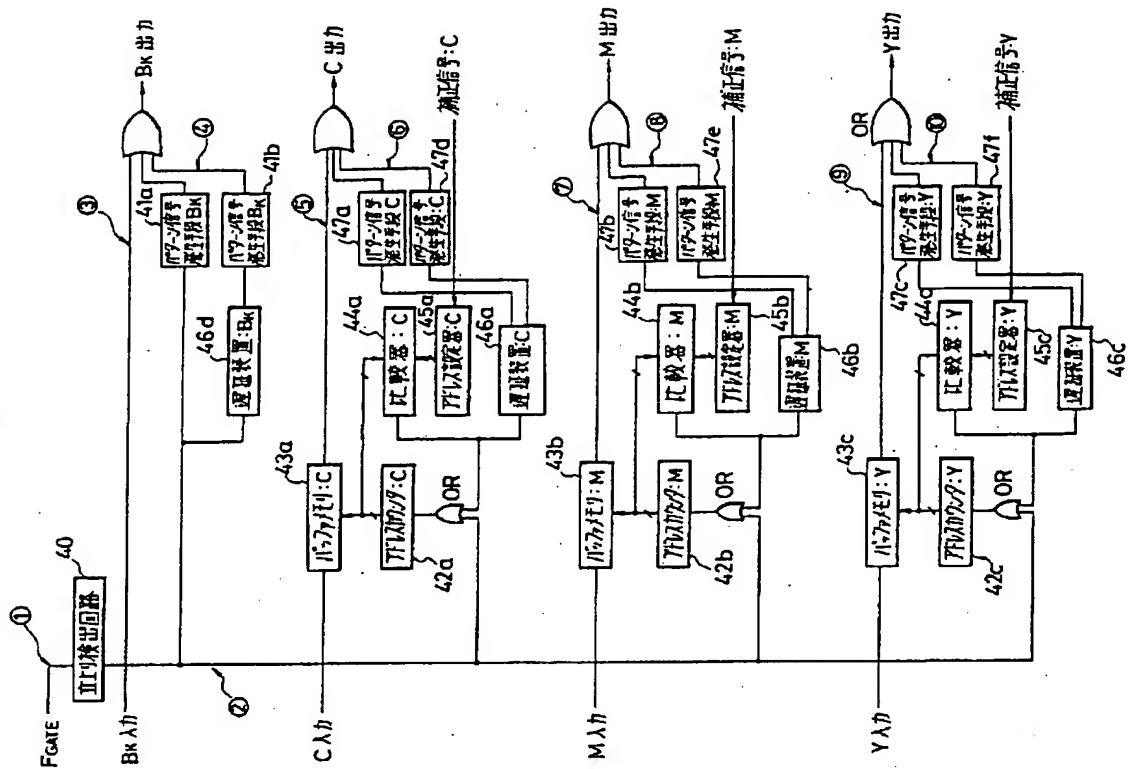 FGATE
①
立上り検出回路
40
②
BK入力
③
パターン信号
発生手段BK
41a
④
パターン信号
発生手段BK
41b
遅延装置:BK
46d
BK出力
C入力
バッファメモリ:C
43a
⑤
アドレスカウンタ:C
42a
OR
比較器:C
44a
アドレス設定器:C
45a
遅延装置:C
46a
パターン信号
発生手段C
47a
⑥
パターン信号
発生手段:C
47d
C出力
補正信号:C
M入力
バッファメモリ:M
43b
⑦
アドレスカウンタ:M
42b
OR
比較器:M
44b
アドレス設定器:M
45b
遅延装置:M
46b
パターン信号
発生手段:M
47b
⑧
パターン信号
発生手段:M
47e
M出力
補正信号:M
Y入力
バッファメモリ:Y
43c
⑨
アドレスカウンタ:Y
42c
OR
比較器:Y
44c
アドレス設定器:Y
45c
遅延装置:Y
46c
パターン信号
発生手段:Y
47c
⑩
パターン信号
発生手段:Y
47f
OR
Y出力
補正信号:Y